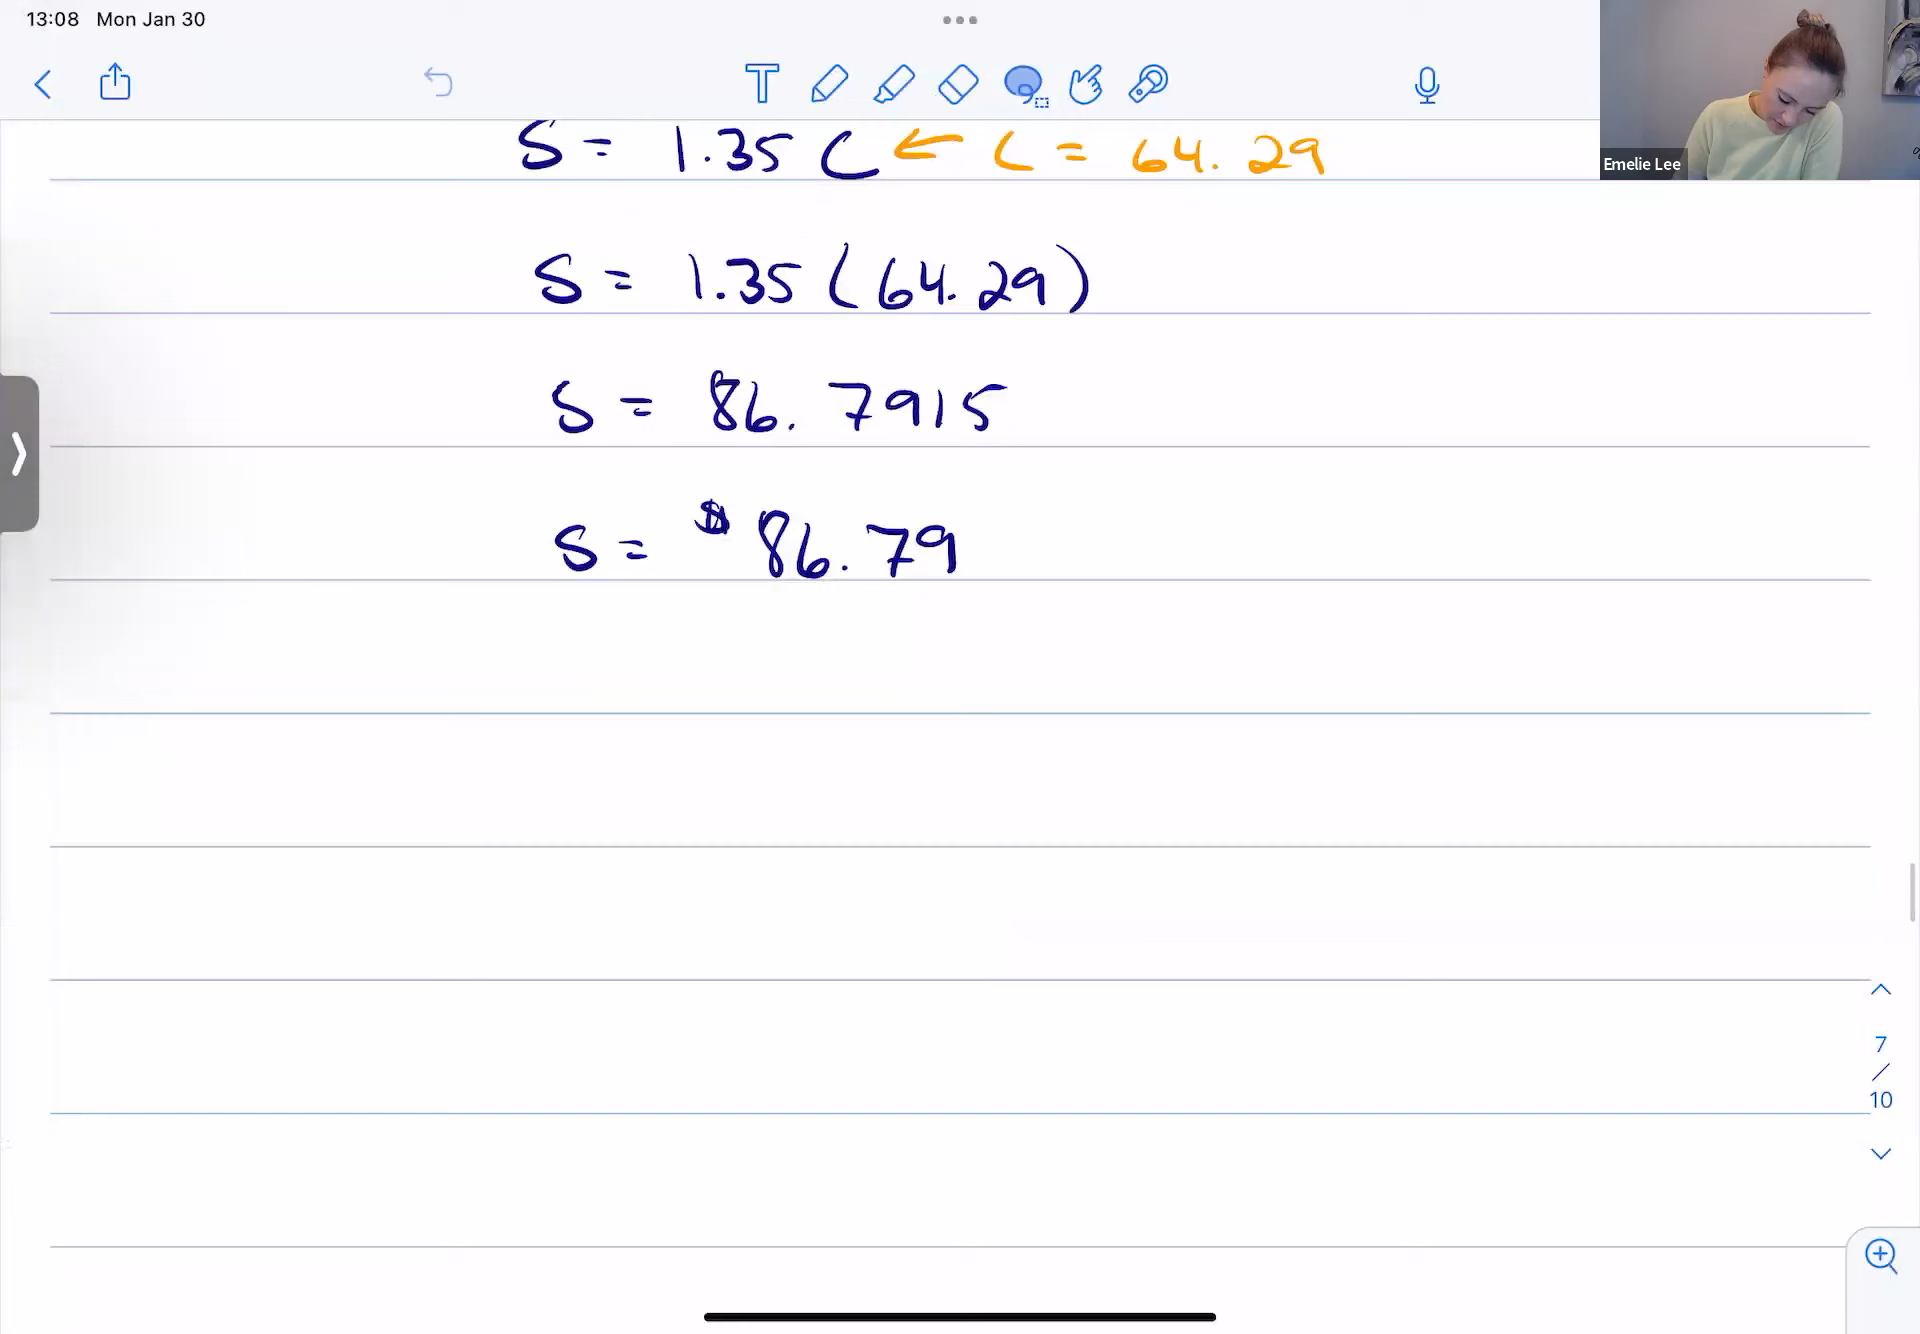 13:08 Mon Jan 30
Emelie Lee
S = 1.35 C ← C = 64.29
S = 1.35 (64.29)
S = 86.7915
S = $86.79
7
/
10